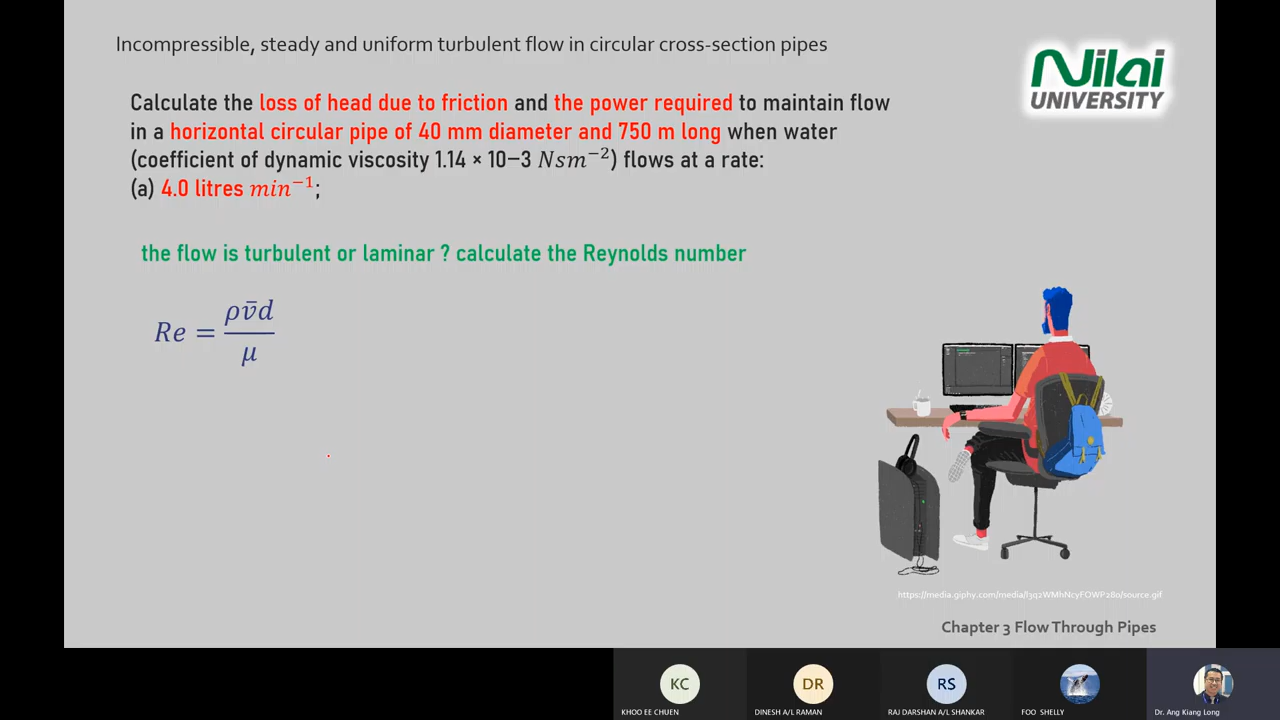 Incompressible, steady and uniform turbulent flow in circular cross-section pipes
Nilai
UNIVERSITY
Calculate the loss of head due to friction and the power required to maintain flow
in a horizontal circular pipe of 40 mm diameter and 750 m long when water
(coefficient of dynamic viscosity 1.14 × 10−3 Nsm⁻²) flows at a rate:
(a) 4.0 litres min⁻¹;
the flow is turbulent or laminar ? calculate the Reynolds number
Re = ρv̄d / μ
https://media.giphy.com/media/l3q2WMhNcyFOWP28o/source.gif
Chapter 3 Flow Through Pipes
KC
DR
RS
KHOO EE CHUEN
DINESH A/L RAMAN
RAJ DARSHAN A/L SHANKAR
FOO SHELLY
Dr. Ang Kiang Long